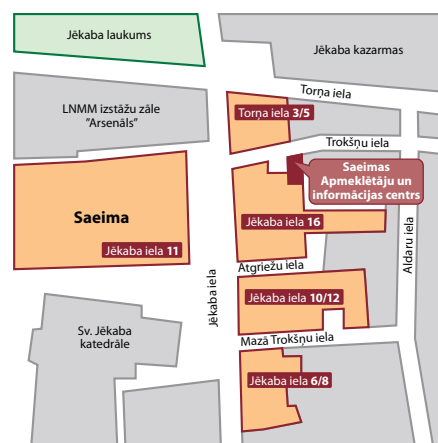 Jēkaba laukums
Jēkaba kazarmas
Torņa iela
LNMM izstāžu zāle
"Arsenāls"
Torņa iela 3/5
Trokšņu iela
Saeimas
Apmeklētāju un
informācijas centrs
Saeima
Jēkaba iela 11
Jēkaba iela 16
Aldaru iela
Atgriežu iela
Jēkaba iela
Jēkaba iela 10/12
Sv. Jēkaba
katedrāle
Mazā Trokšņu iela
Jēkaba iela 6/8